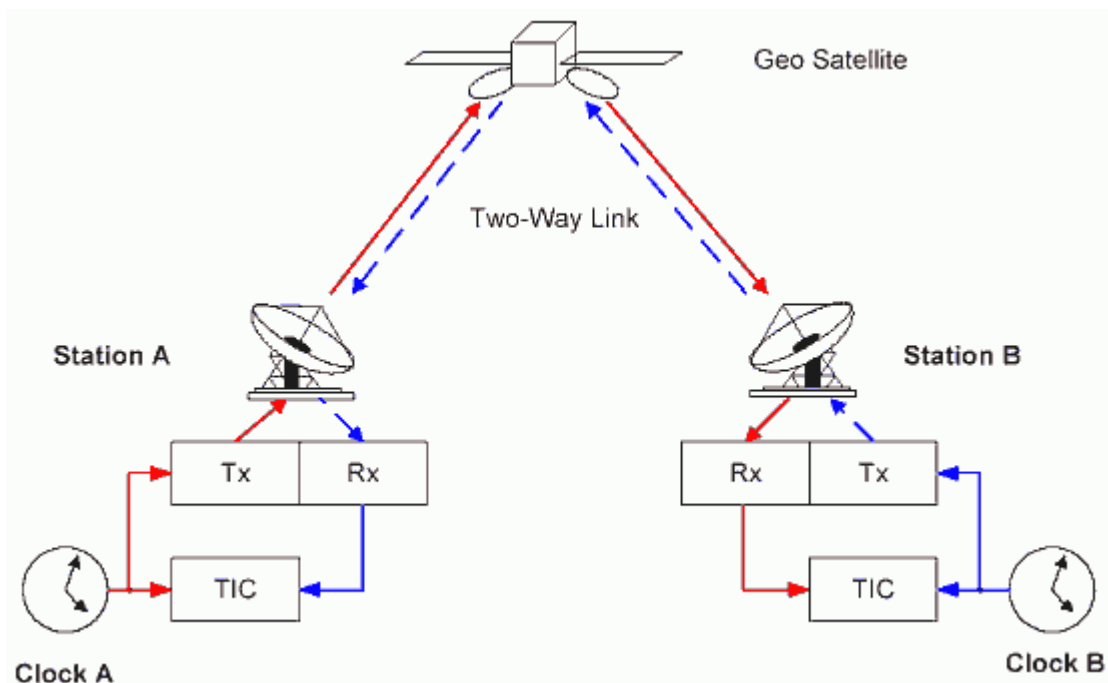 Geo Satellite
Two-Way Link
Station A
Station B
Tx
Rx
Rx
Tx
TIC
TIC
Clock A
Clock B